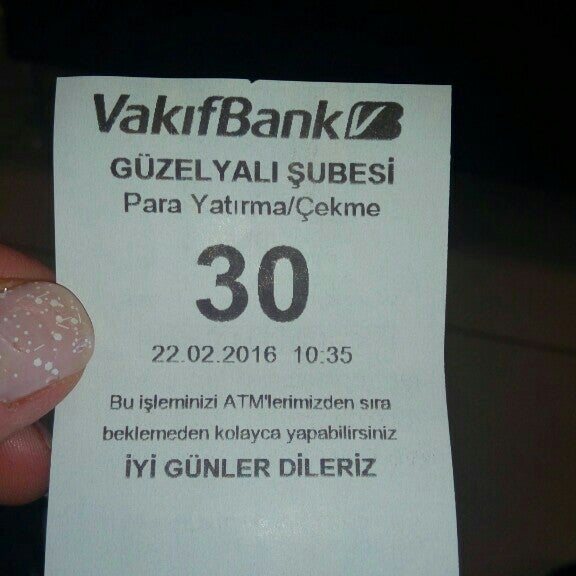 VakıfBank
GÜZELYALI ŞUBESİ
Para Yatırma/Çekme
30
22.02.2016 10:35
Bu işleminizi ATM'lerimizden sıra
beklemeden kolayca yapabilirsiniz
İYİ GÜNLER DİLERİZ